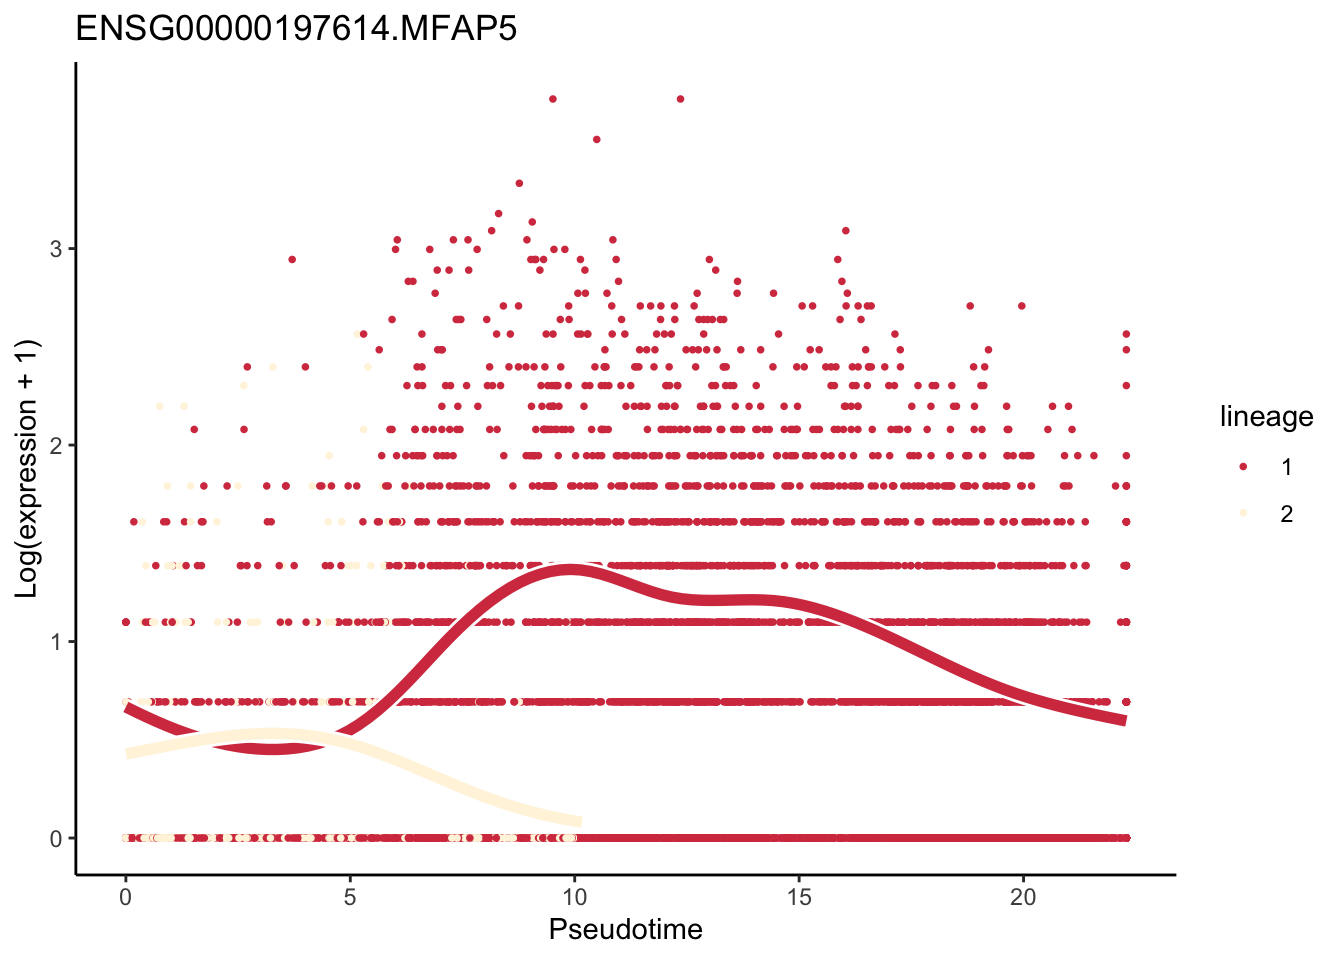 ENSG00000197614.MFAP5
3
2
1
0
Log(expression + 1)
0 5 10 15 20
Pseudotime
lineage
1
2